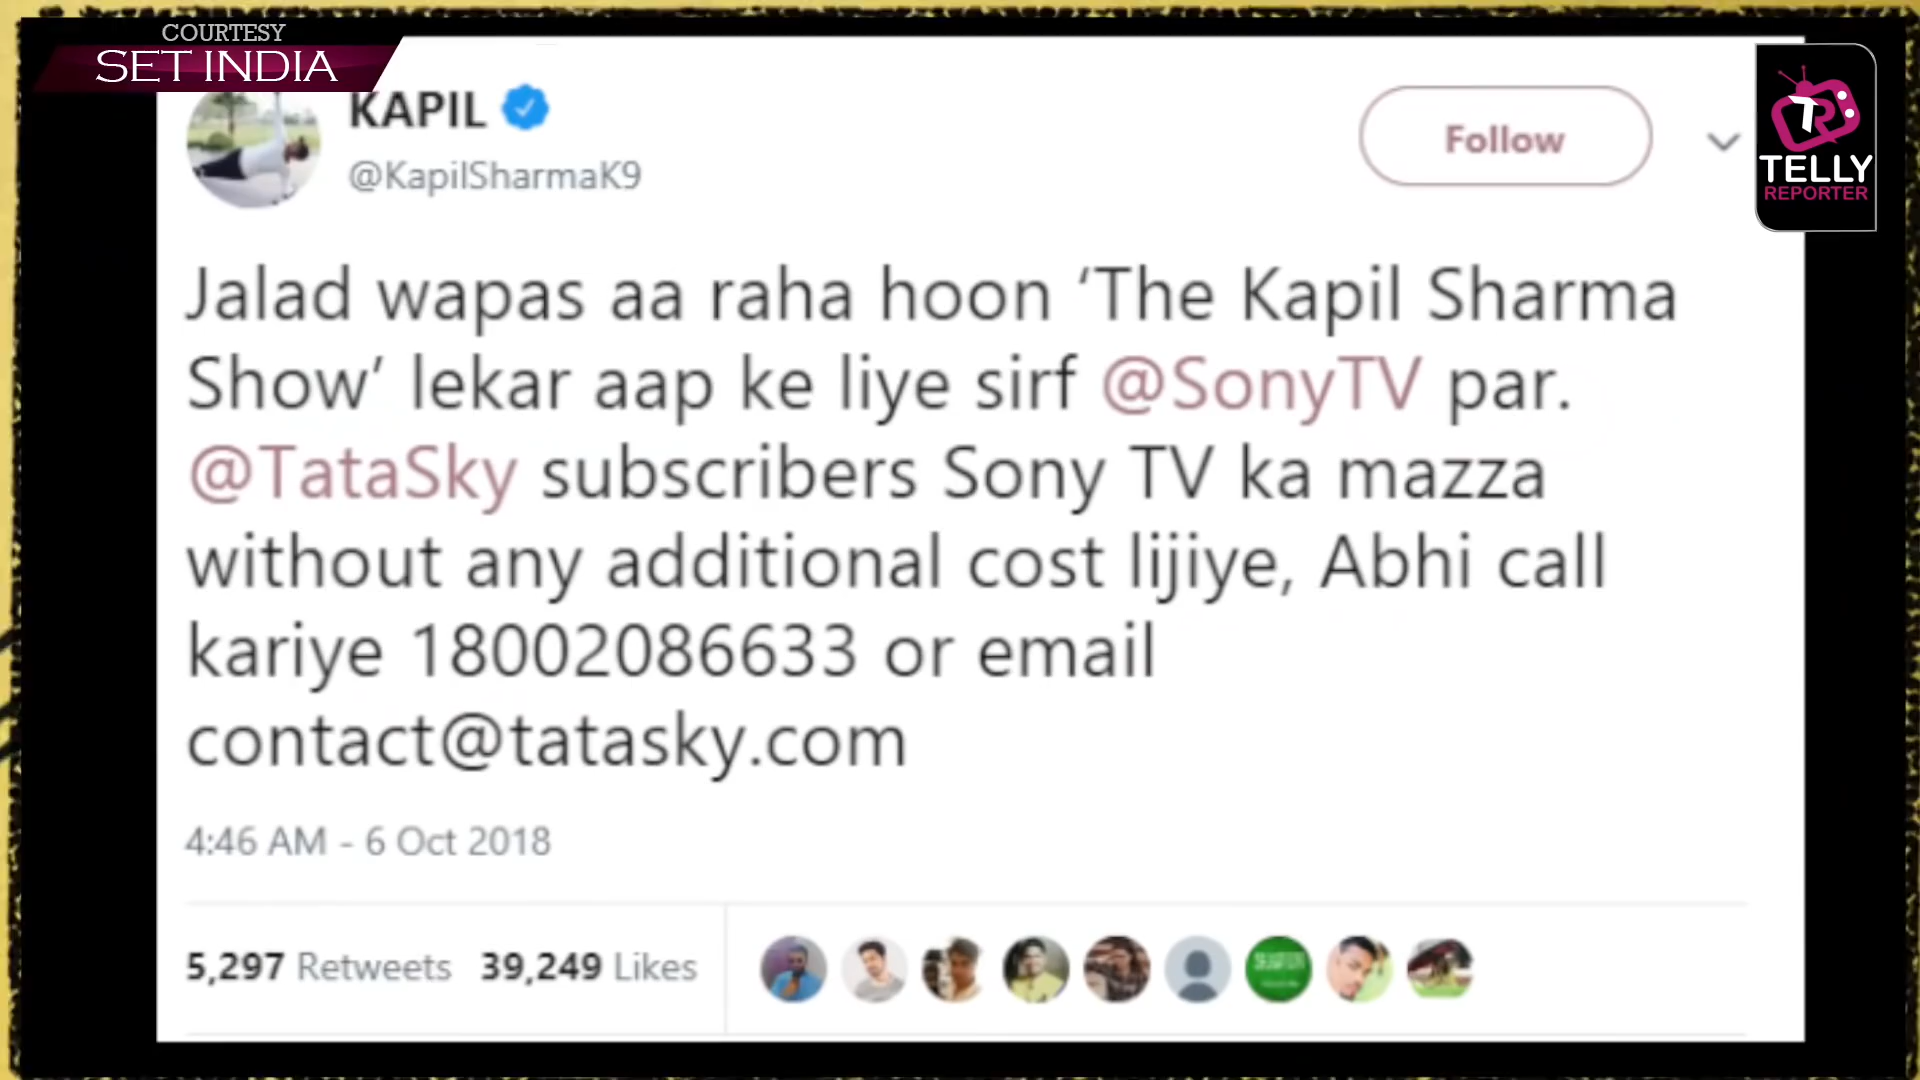 COURTESY
SET INDIA
KAPIL
@KapilSharmaK9
Follow
TR
TELLY
REPORTER
Jalad wapas aa raha hoon ‘The Kapil Sharma
Show’ lekar aap ke liye sirf @SonyTV par.
@TataSky subscribers Sony TV ka mazza
without any additional cost lijiye, Abhi call
kariye 18002086633 or email
contact@tatasky.com
4:46 AM - 6 Oct 2018
5,297 Retweets 39,249 Likes